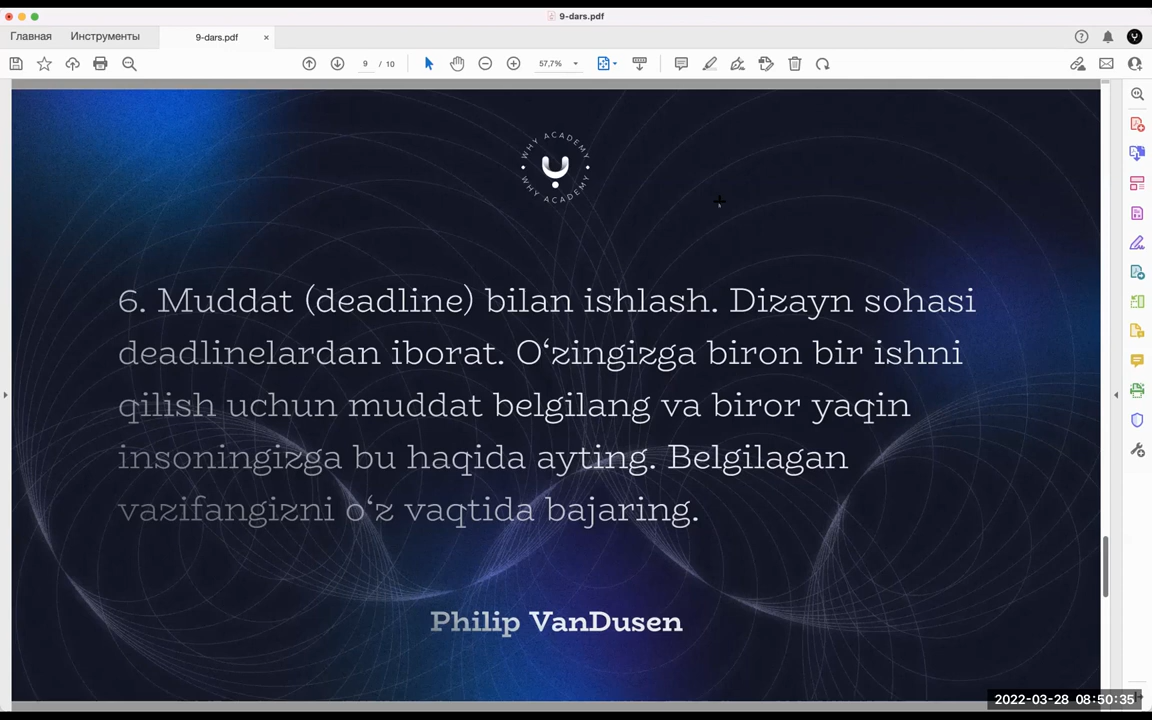 9-dars.pdf
Главная Инструменты 9-dars.pdf ×
9 / 10 57,7%
WHY ACADEMY
WHY ACADEMY
6. Muddat (deadline) bilan ishlash. Dizayn sohasi
deadlinelardan iborat. Oʻzingizga biron bir ishni
qilish uchun muddat belgilang va biror yaqin
insoningizga bu haqida ayting. Belgilagan
vazifangizni oʻz vaqtida bajaring.
Philip VanDusen
2022-03-28 08:50:35